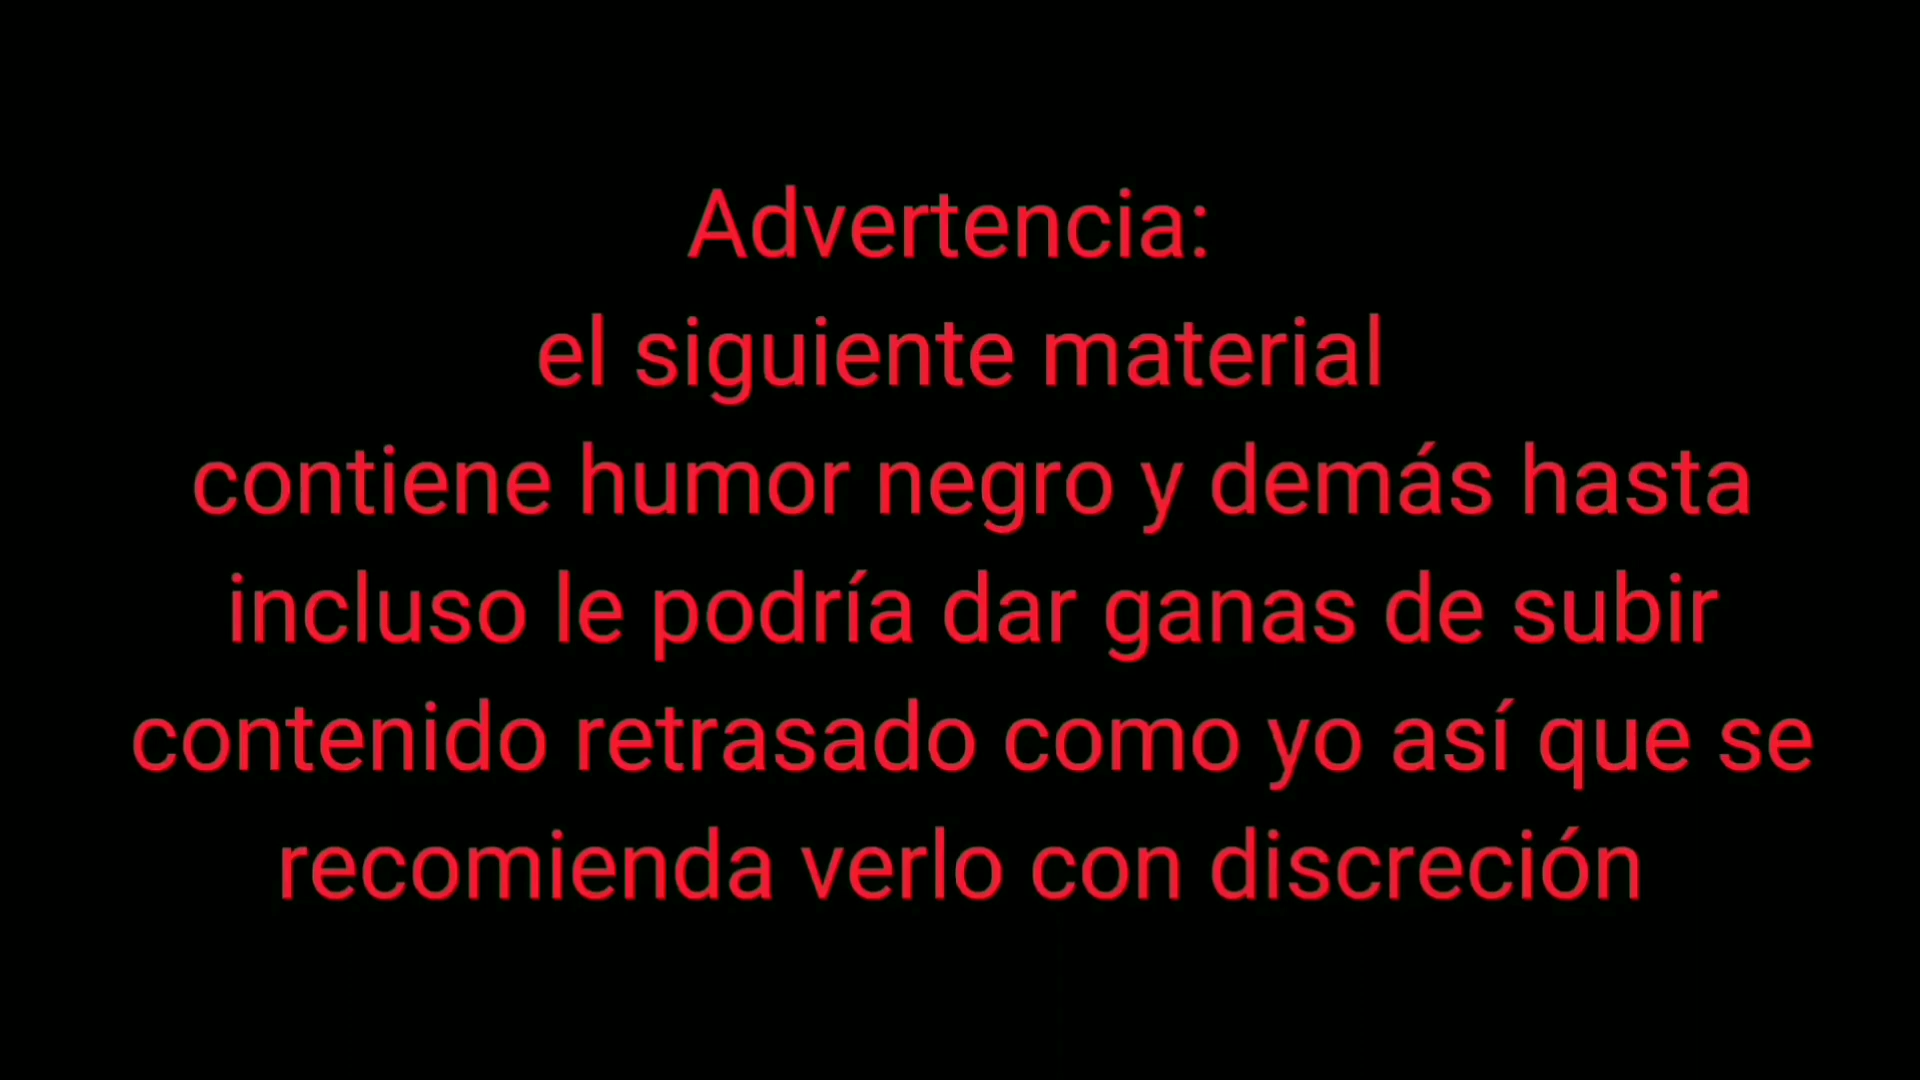 Advertencia:
el siguiente material
contiene humor negro y demás hasta
incluso le podría dar ganas de subir
contenido retrasado como yo así que se
recomienda verlo con discreción